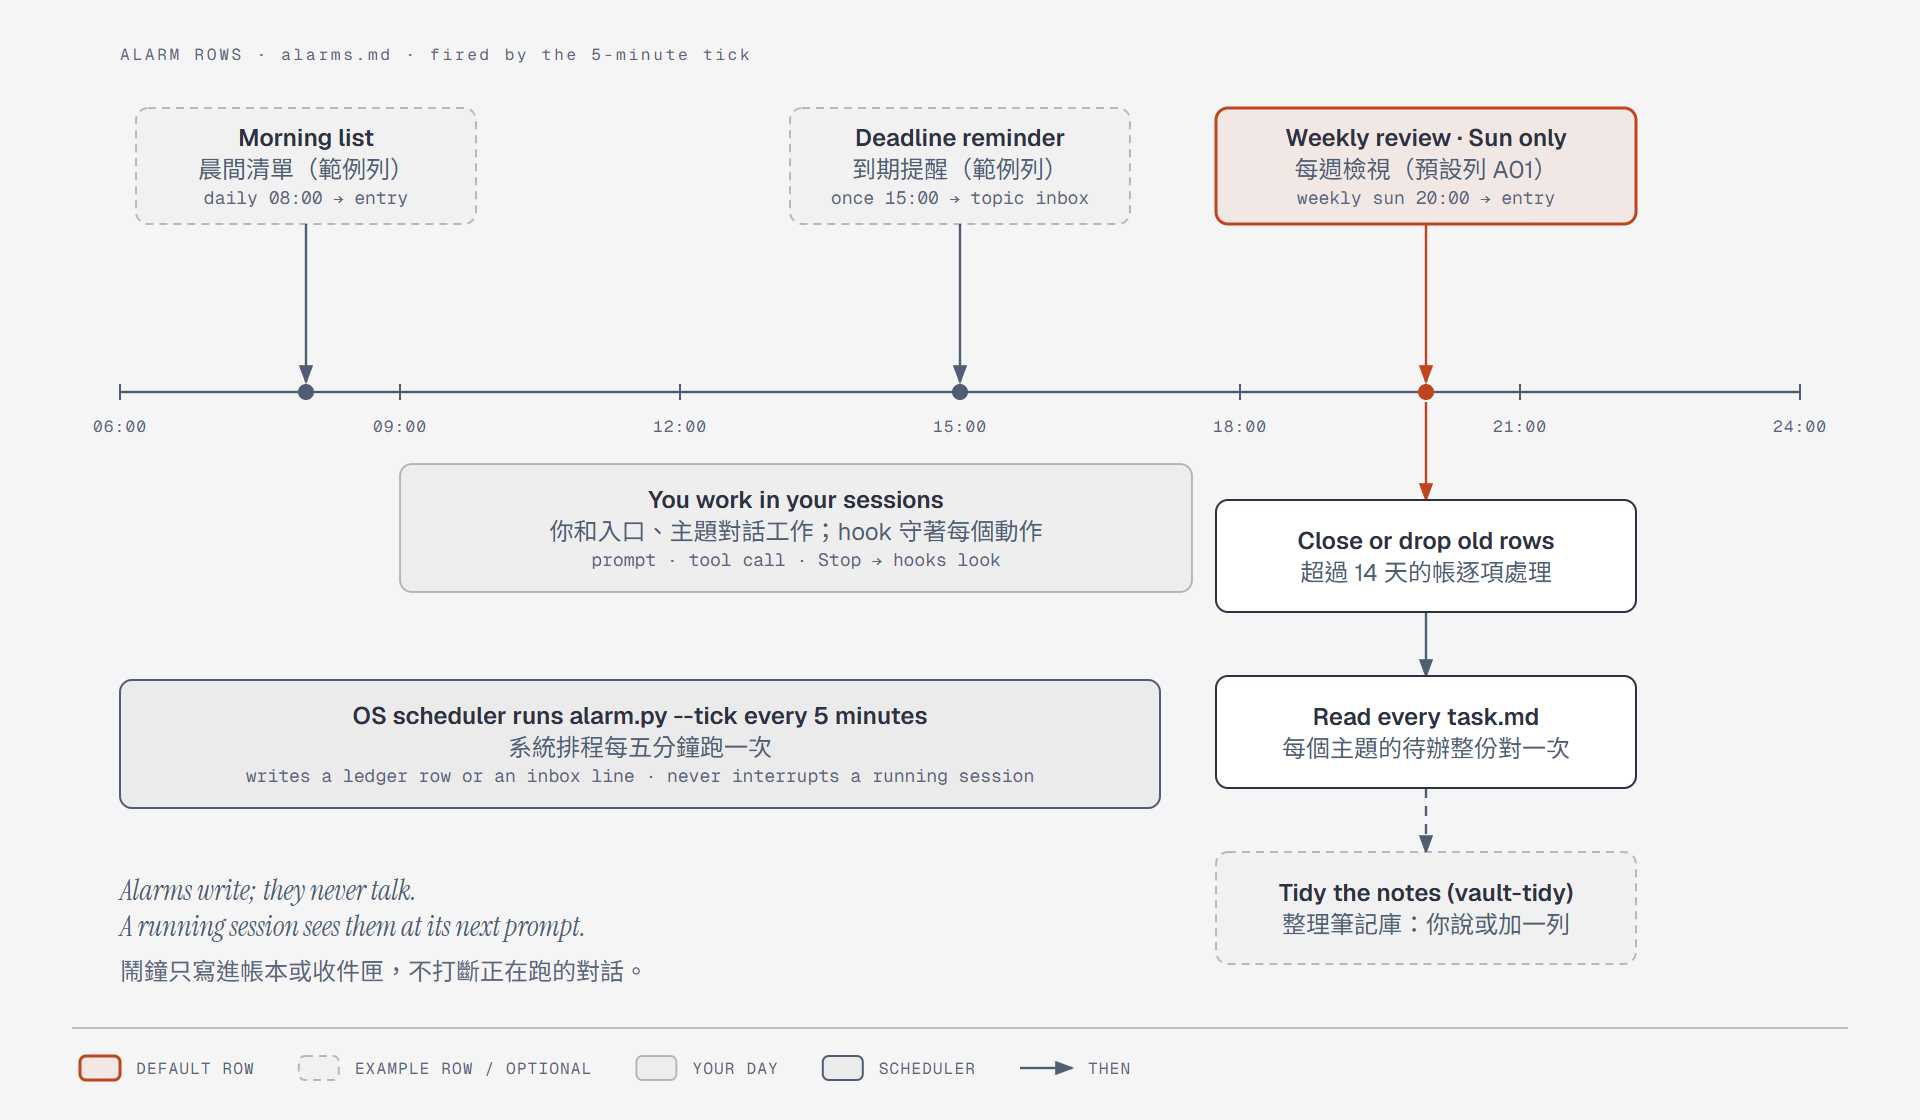 ALARM ROWS · alarms.md · fired by the 5-minute tick
Morning list
晨間清單（範例列）
daily 08:00 → entry
Deadline reminder
到期提醒（範例列）
once 15:00 → topic inbox
Weekly review · Sun only
每週檢視（預設列 A01）
weekly sun 20:00 → entry
06:00
09:00
12:00
15:00
18:00
21:00
24:00
You work in your sessions
你和入口、主題對話工作；hook 守著每個動作
prompt · tool call · Stop → hooks look
Close or drop old rows
超過 14 天的帳逐項處理
OS scheduler runs alarm.py --tick every 5 minutes
系統排程每五分鐘跑一次
writes a ledger row or an inbox line · never interrupts a running session
Read every task.md
每個主題的待辦整份對一次
Tidy the notes (vault-tidy)
整理筆記庫：你說或加一列
Alarms write; they never talk.
A running session sees them at its next prompt.
鬧鐘只寫進帳本或收件匣，不打斷正在跑的對話。
DEFAULT ROW
EXAMPLE ROW / OPTIONAL
YOUR DAY
SCHEDULER
THEN